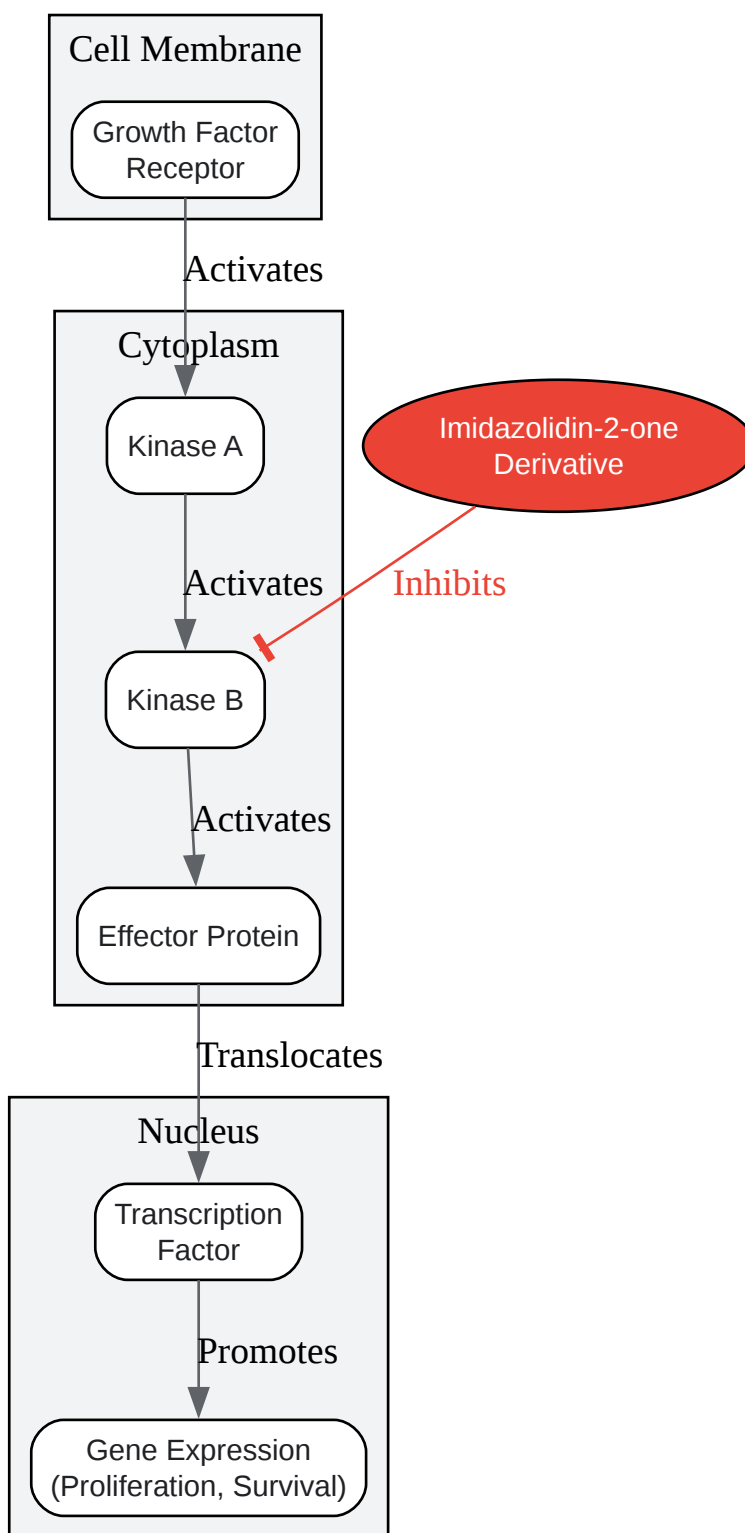 Cell Membrane
Growth Factor
Receptor
Activates
Cytoplasm
Kinase A
Imidazolidin-2-one
Derivative
Activates
Inhibits
Kinase B
Activates
Effector Protein
Translocates
Nucleus
Transcription
Factor
Promotes
Gene Expression
(Proliferation, Survival)